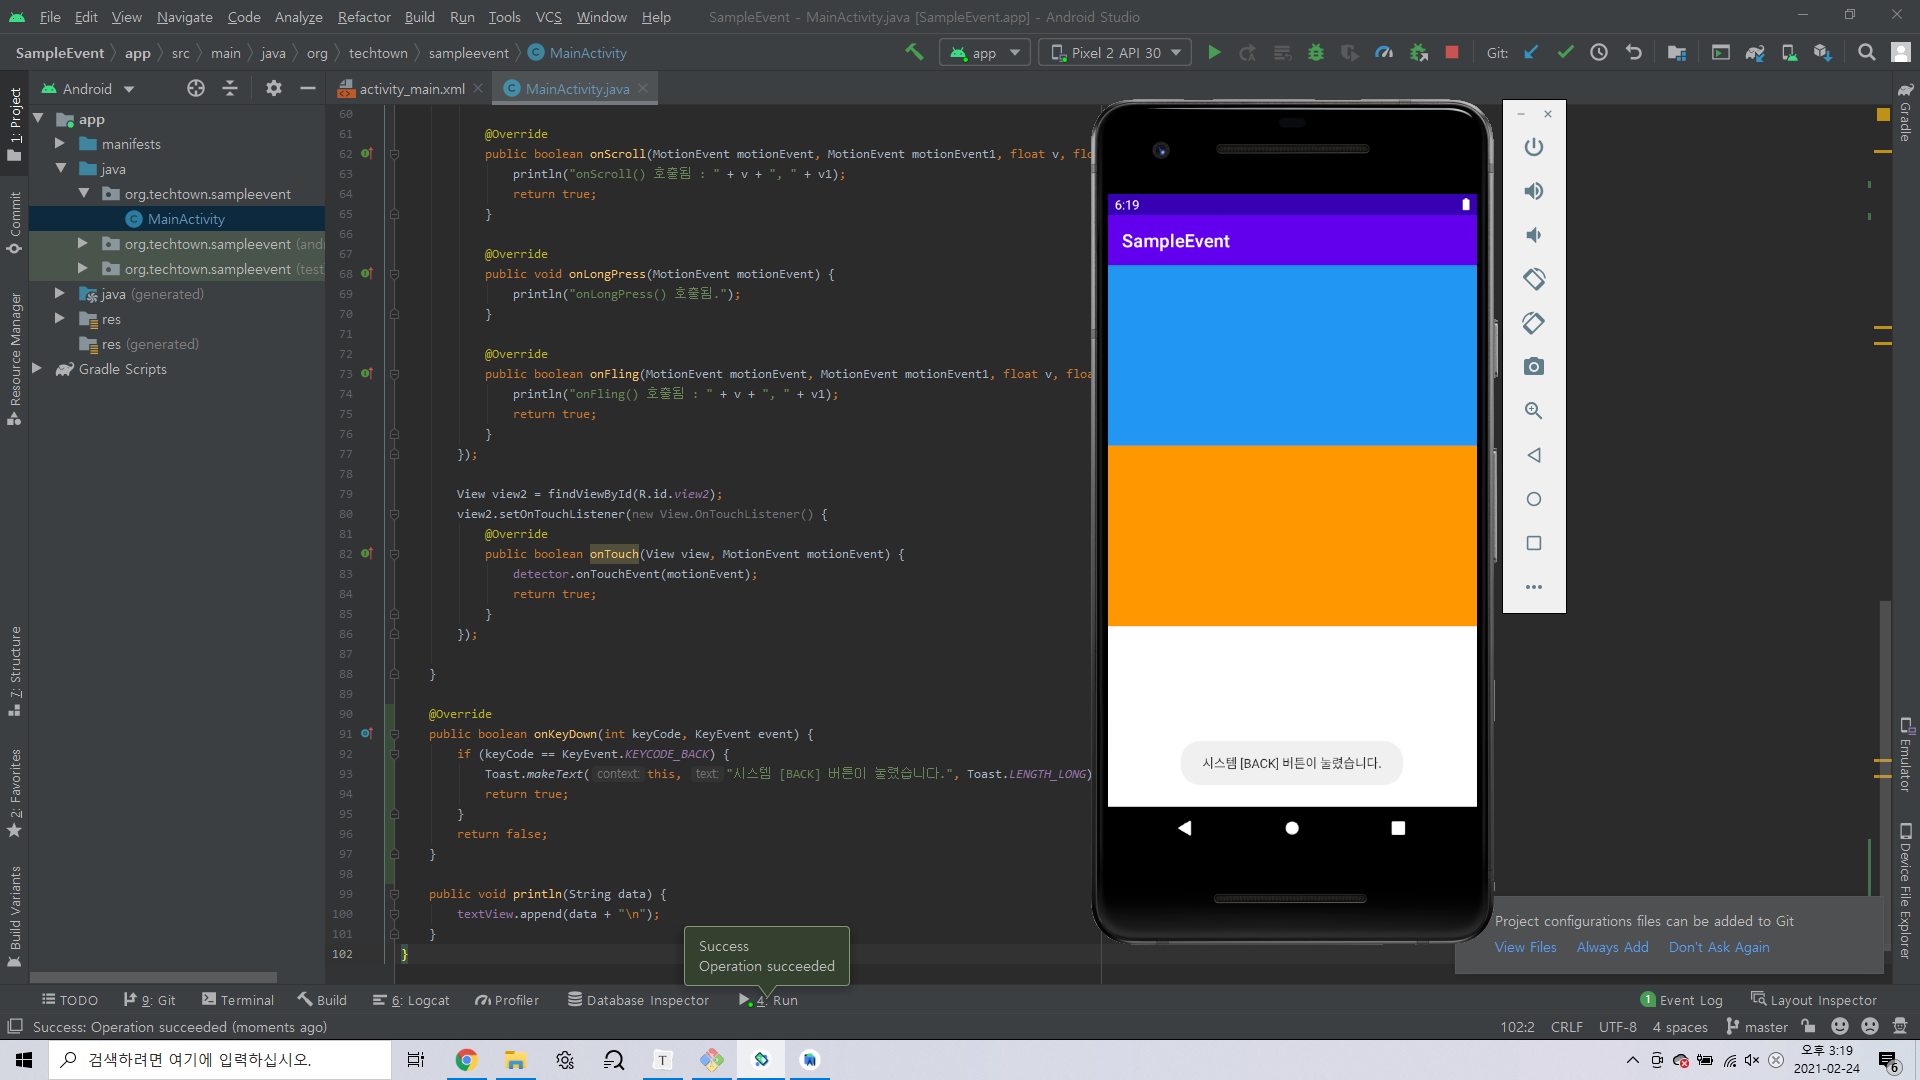 File Edit View Navigate Code Analyze Refactor Build Run Tools VCS Window Help SampleEvent - MainActivity.java [SampleEvent.app] - Android Studio
SampleEvent app src main java org techtown sampleevent MainActivity app Pixel 2 API 30 Git:
Android
activity_main.xml MainActivity.java
app
manifests
java
org.techtown.sampleevent
MainActivity
org.techtown.sampleevent (and
org.techtown.sampleevent (test
java (generated)
res
res (generated)
Gradle Scripts
1: Project
Commit
Resource Manager
7: Structure
2: Favorites
Build Variants
60
61 @Override
62 public boolean onScroll(MotionEvent motionEvent, MotionEvent motionEvent1, float v, flo
63 println("onScroll() 호출됨 : " + v + ", " + v1);
64 return true;
65 }
66
67 @Override
68 public void onLongPress(MotionEvent motionEvent) {
69 println("onLongPress() 호출됨.");
70 }
71
72 @Override
73 public boolean onFling(MotionEvent motionEvent, MotionEvent motionEvent1, float v, floa
74 println("onFling() 호출됨 : " + v + ", " + v1);
75 return true;
76 }
77 });
78
79 View view2 = findViewById(R.id.view2);
80 view2.setOnTouchListener(new View.OnTouchListener() {
81 @Override
82 public boolean onTouch(View view, MotionEvent motionEvent) {
83 detector.onTouchEvent(motionEvent);
84 return true;
85 }
86 });
87
88 }
89
90 @Override
91 public boolean onKeyDown(int keyCode, KeyEvent event) {
92 if (keyCode == KeyEvent.KEYCODE_BACK) {
93 Toast.makeText( context: this, text: "시스템 [BACK] 버튼이 눌렸습니다.", Toast.LENGTH_LONG)
94 return true;
95 }
96 return false;
97 }
98
99 public void println(String data) {
100 textView.append(data + "\n");
101 }
102 }
6:19
SampleEvent
시스템 [BACK] 버튼이 눌렸습니다.
Gradle
Emulator
Device File Explorer
Success
Operation succeeded
Project configurations files can be added to Git
View Files Always Add Don't Ask Again
TODO 9: Git Terminal Build 6: Logcat Profiler Database Inspector 4: Run 1 Event Log Layout Inspector
Success: Operation succeeded (moments ago) 102:2 CRLF UTF-8 4 spaces master
검색하려면 여기에 입력하십시오.
T
오후 3:19
2021-02-24
6